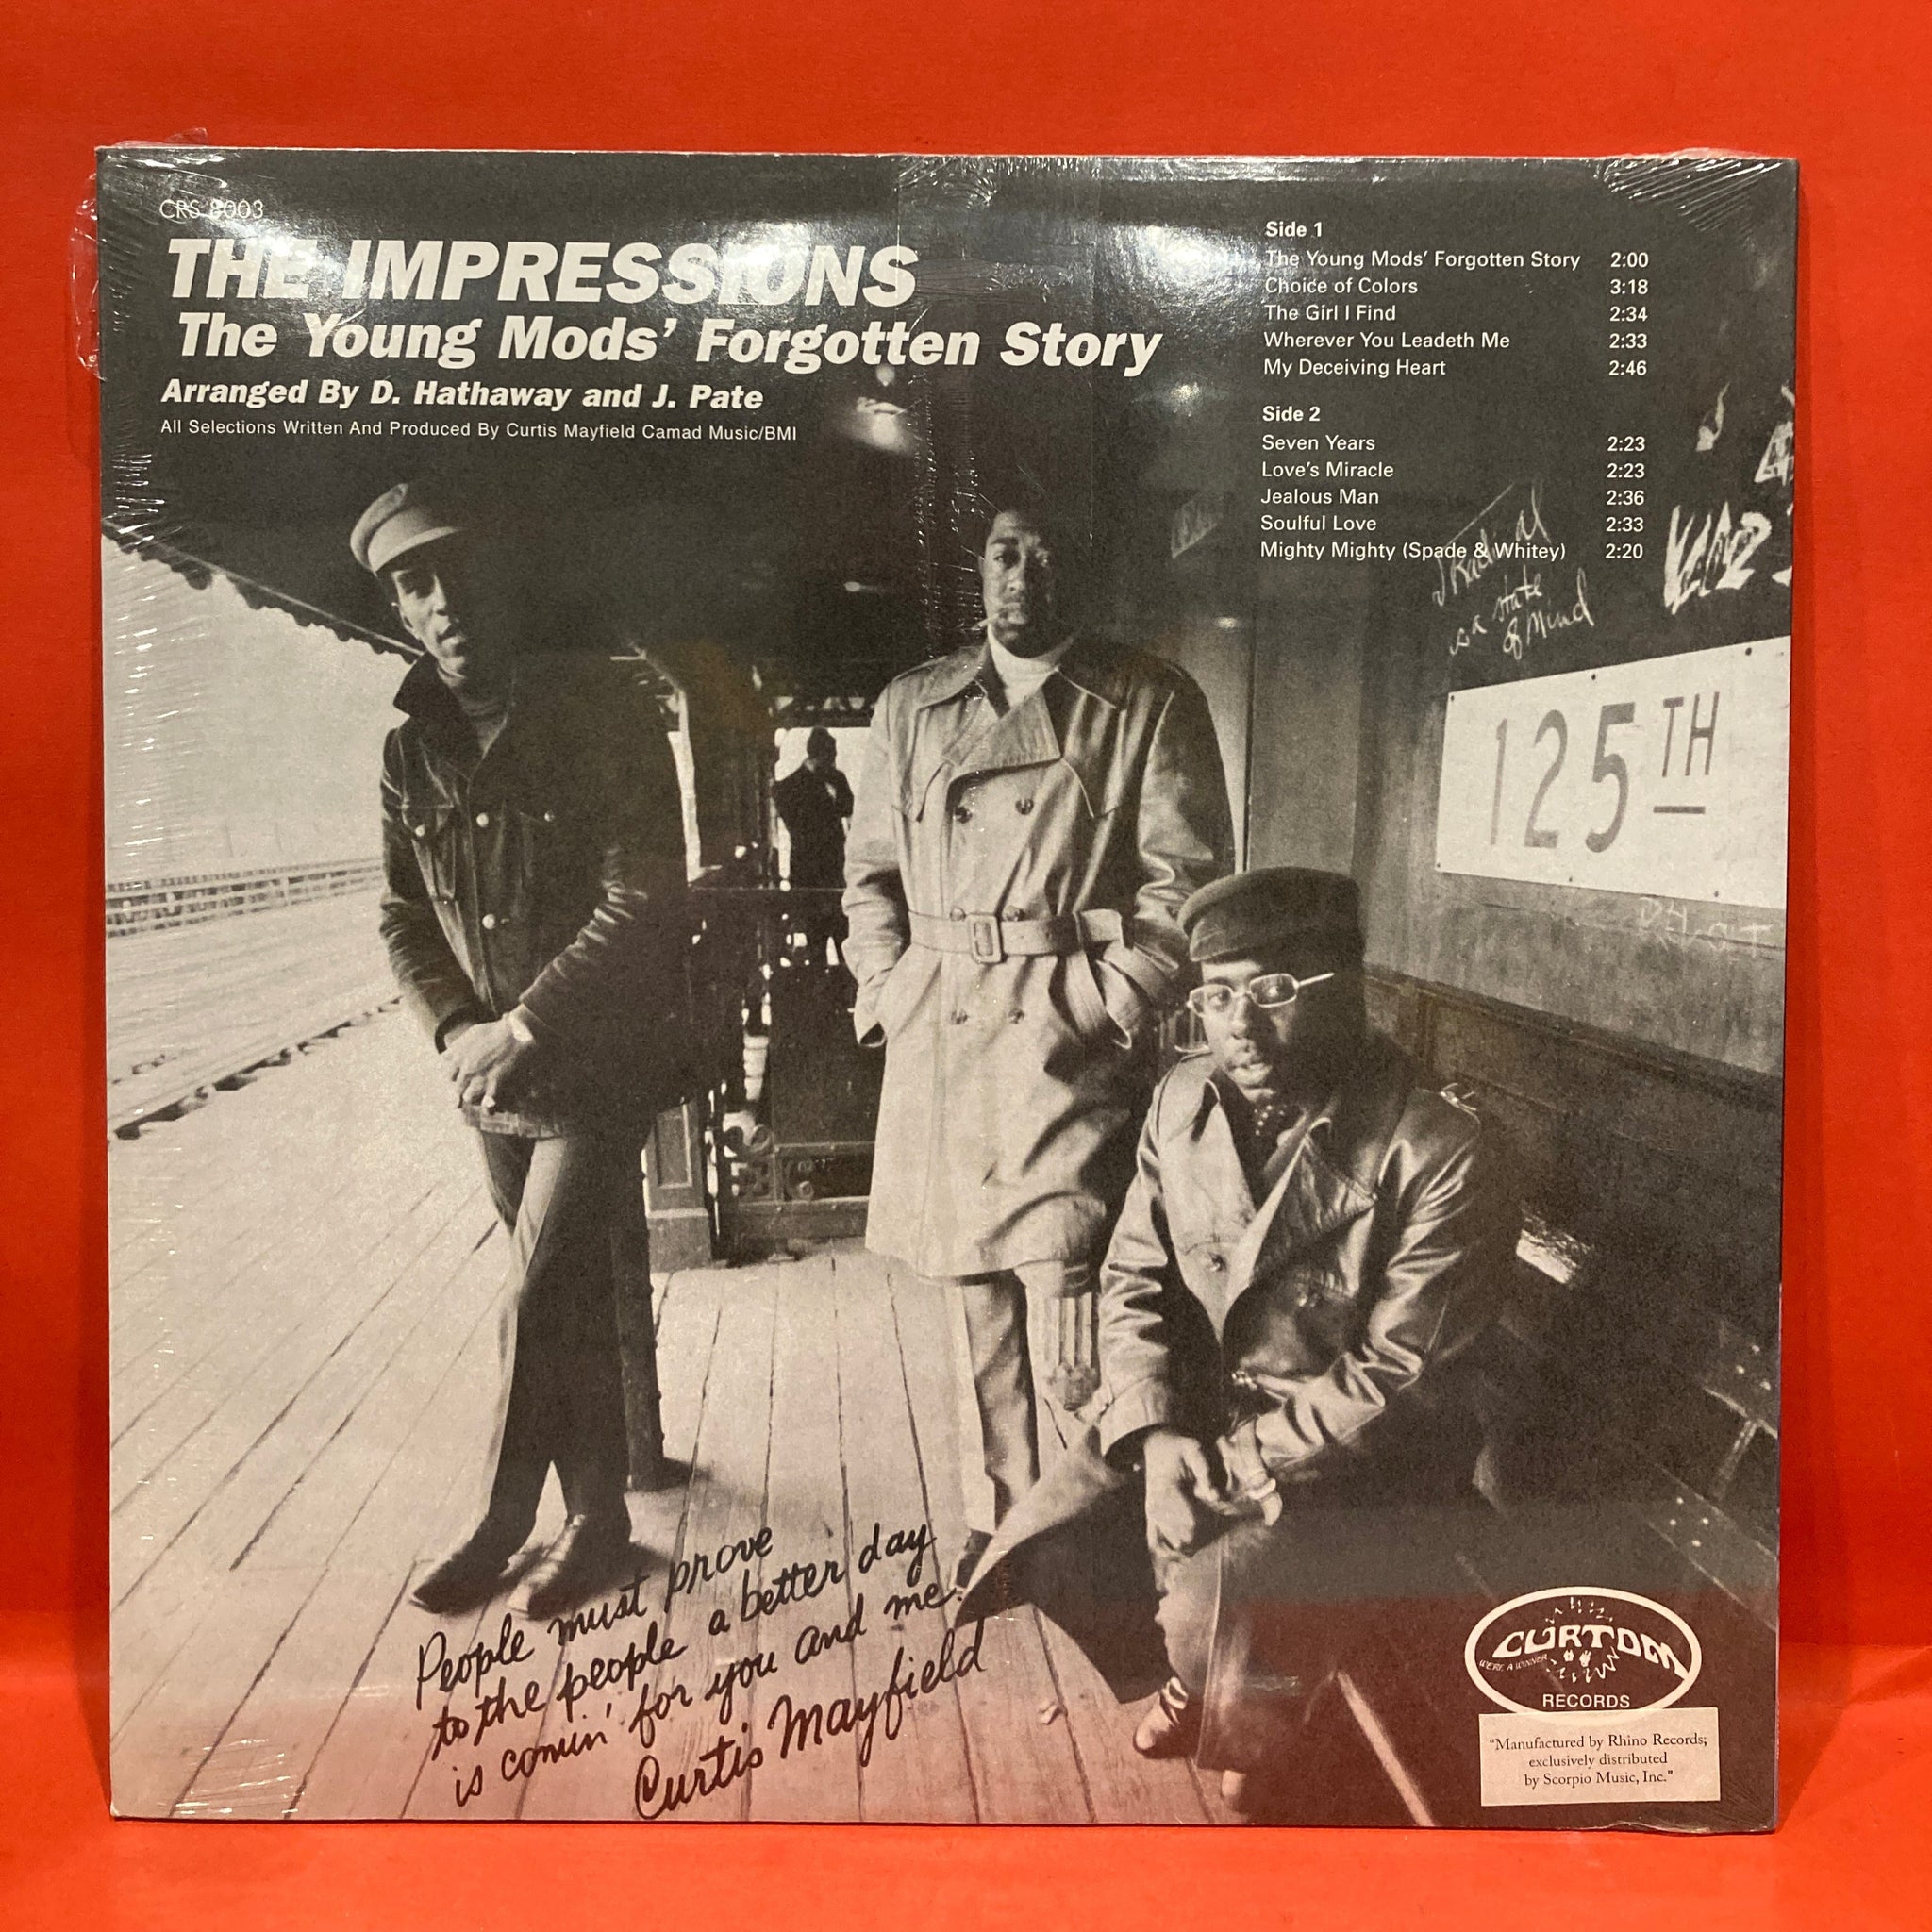 CRS 8003
THE IMPRESSIONS
The Young Mods' Forgotten Story
Arranged By D. Hathaway and J. Pate
All Selections Written And Produced By Curtis Mayfield Camad Music/BMI
Side 1
The Young Mods' Forgotten Story 2:00
Choice of Colors 3:18
The Girl I Find 2:34
Wherever You Leadeth Me 2:33
My Deceiving Heart 2:46
Side 2
Seven Years 2:23
Love's Miracle 2:23
Jealous Man 2:36
Soulful Love 2:33
Mighty Mighty (Spade & Whitey) 2:20
state
of Mind
125TH
People must prove
to the people a better day
is comin' for you and me.
Curtis Mayfield
CURTOM
WE'RE A WINNER
RECORDS
"Manufactured by Rhino Records;
exclusively distributed
by Scorpio Music, Inc."